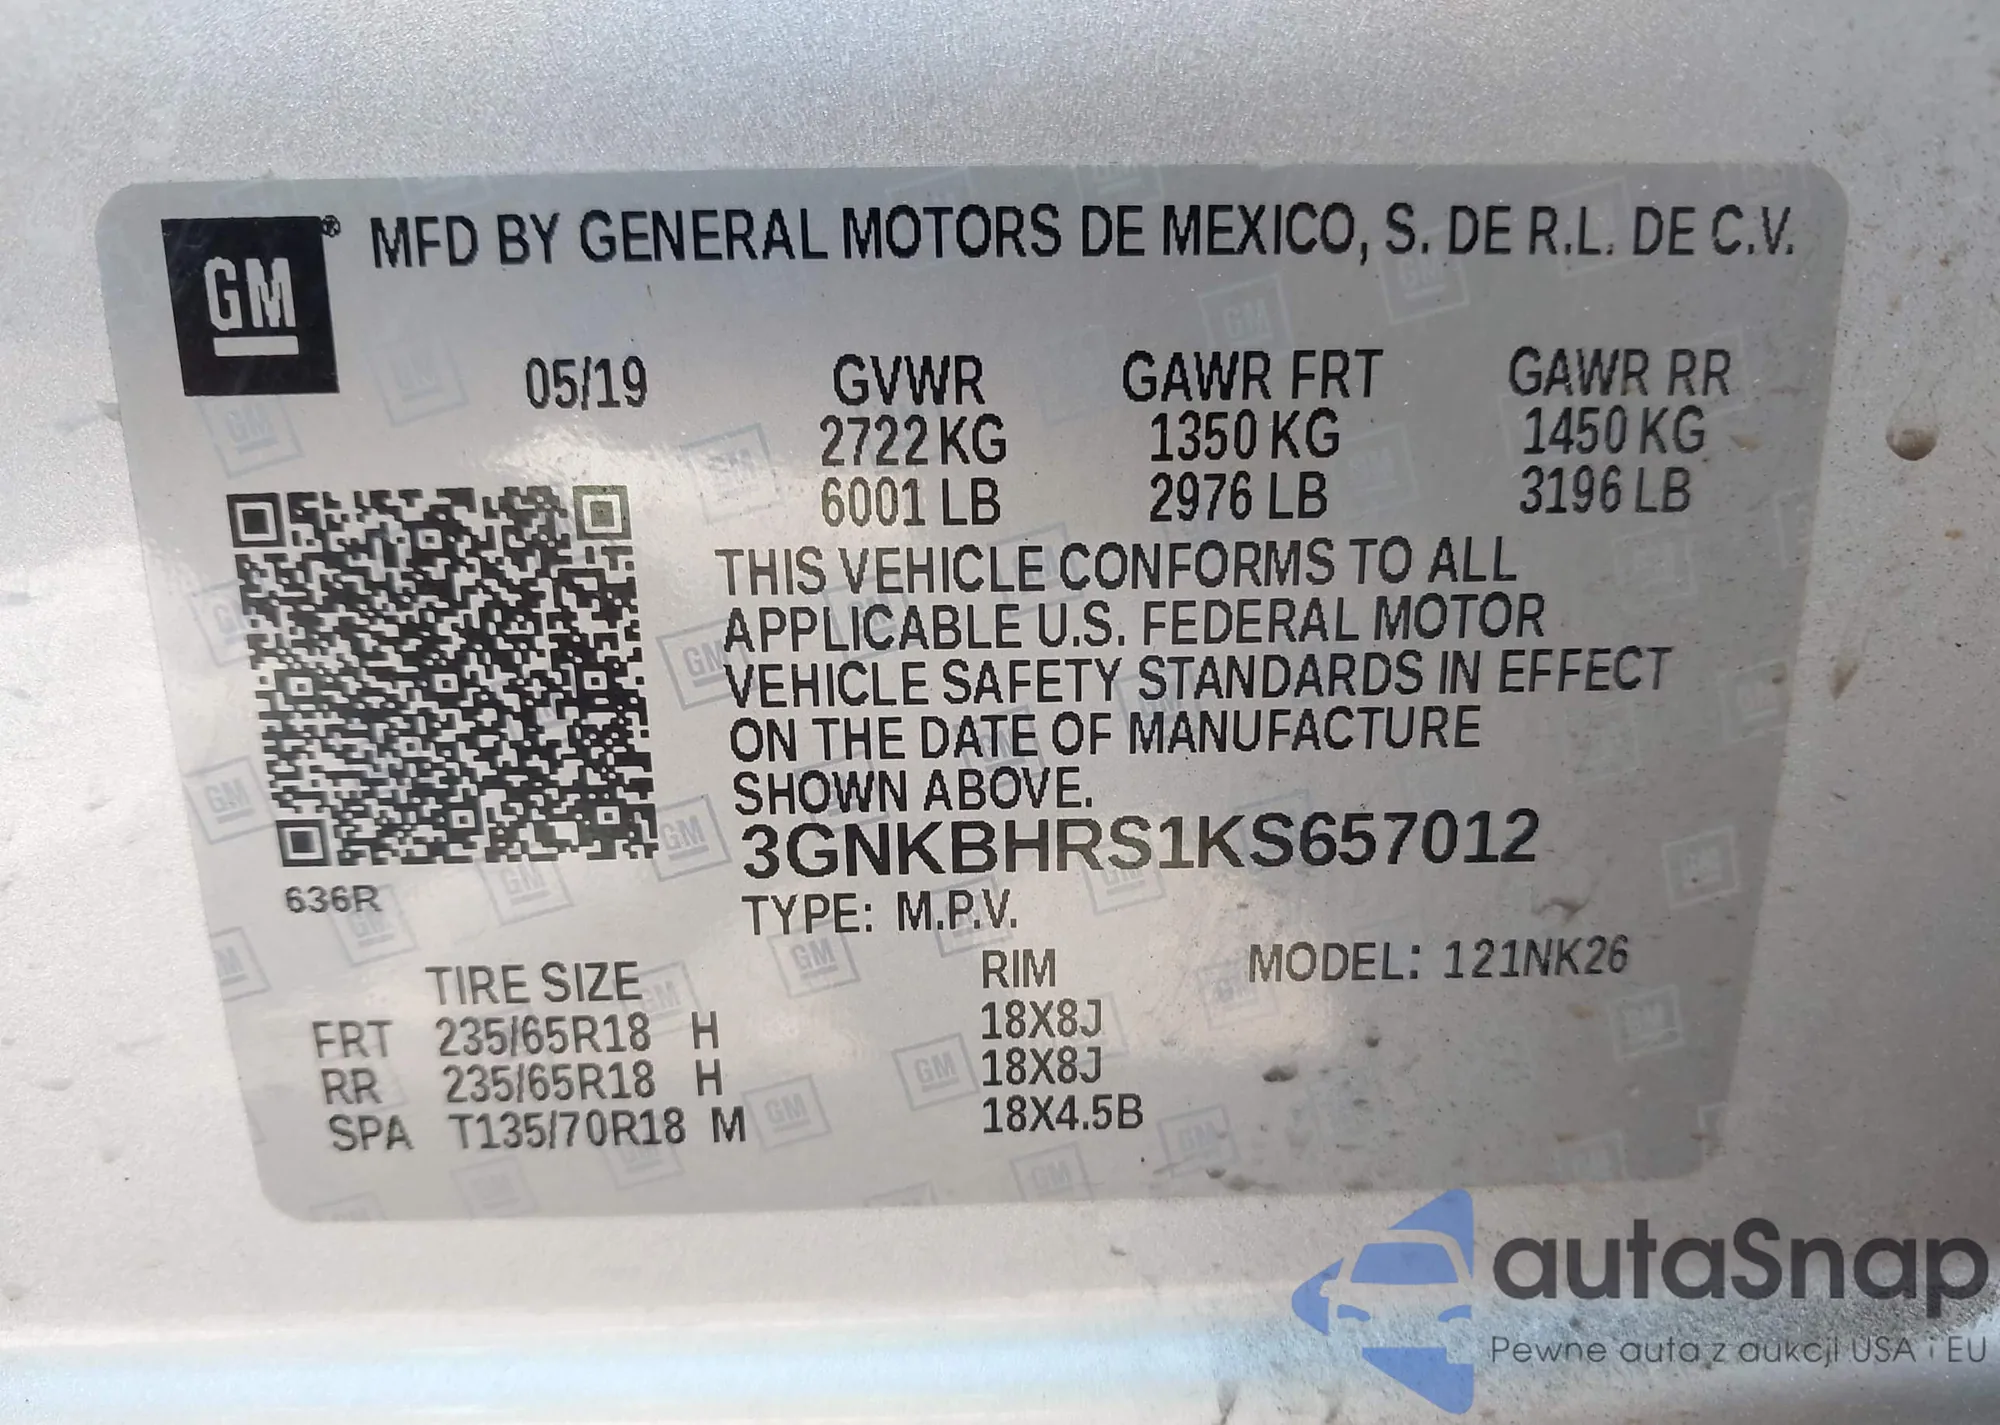 GM ® MFD BY GENERAL MOTORS DE MEXICO, S. DE R.L. DE C.V.
05/19 GVWR GAWR FRT GAWR RR
2722 KG 1350 KG 1450 KG
6001 LB 2976 LB 3196 LB
THIS VEHICLE CONFORMS TO ALL
APPLICABLE U.S. FEDERAL MOTOR
VEHICLE SAFETY STANDARDS IN EFFECT
ON THE DATE OF MANUFACTURE
SHOWN ABOVE.
3GNKBHRS1KS657012
636R
TYPE: M.P.V.
TIRE SIZE RIM MODEL: 121NK26
FRT 235/65R18 H 18X8J
RR 235/65R18 H 18X8J
SPA T135/70R18 M 18X4.5B
autaSnap
Pewne auta z aukcji USA i EU